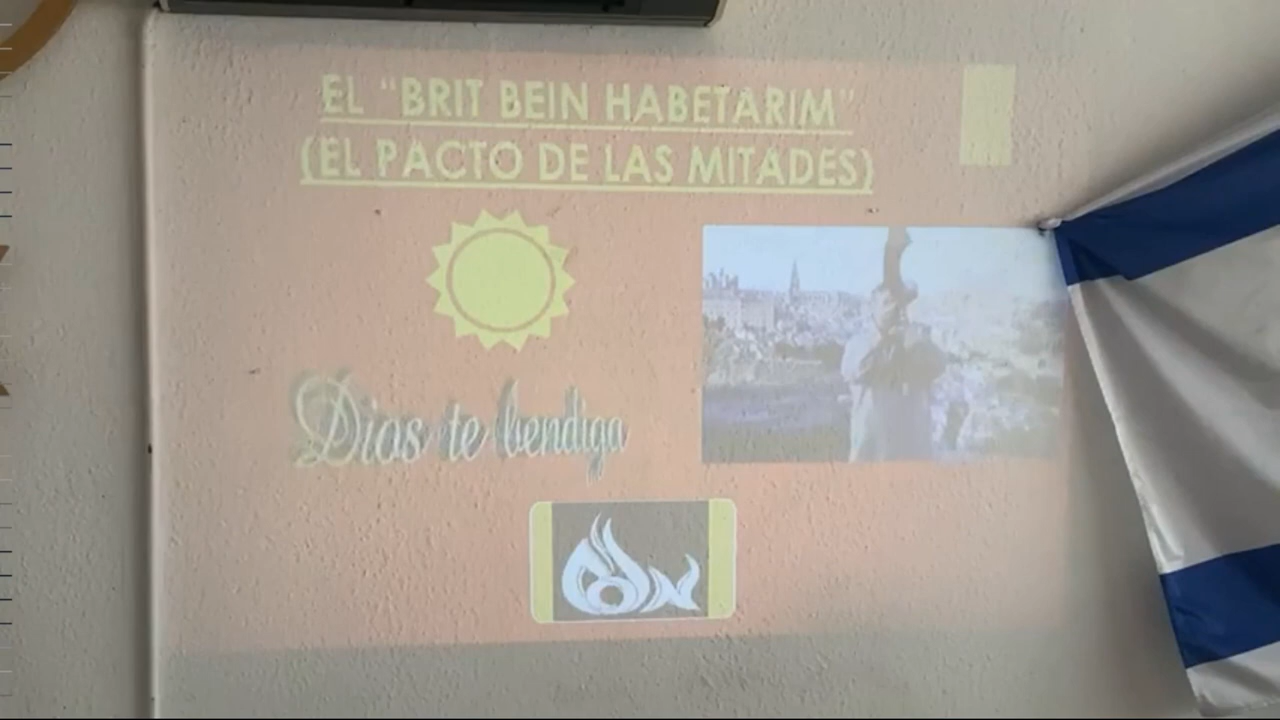 EL “BRIT BEIN HABETARIM”
(EL PACTO DE LAS MITADES)
Dios te bendiga